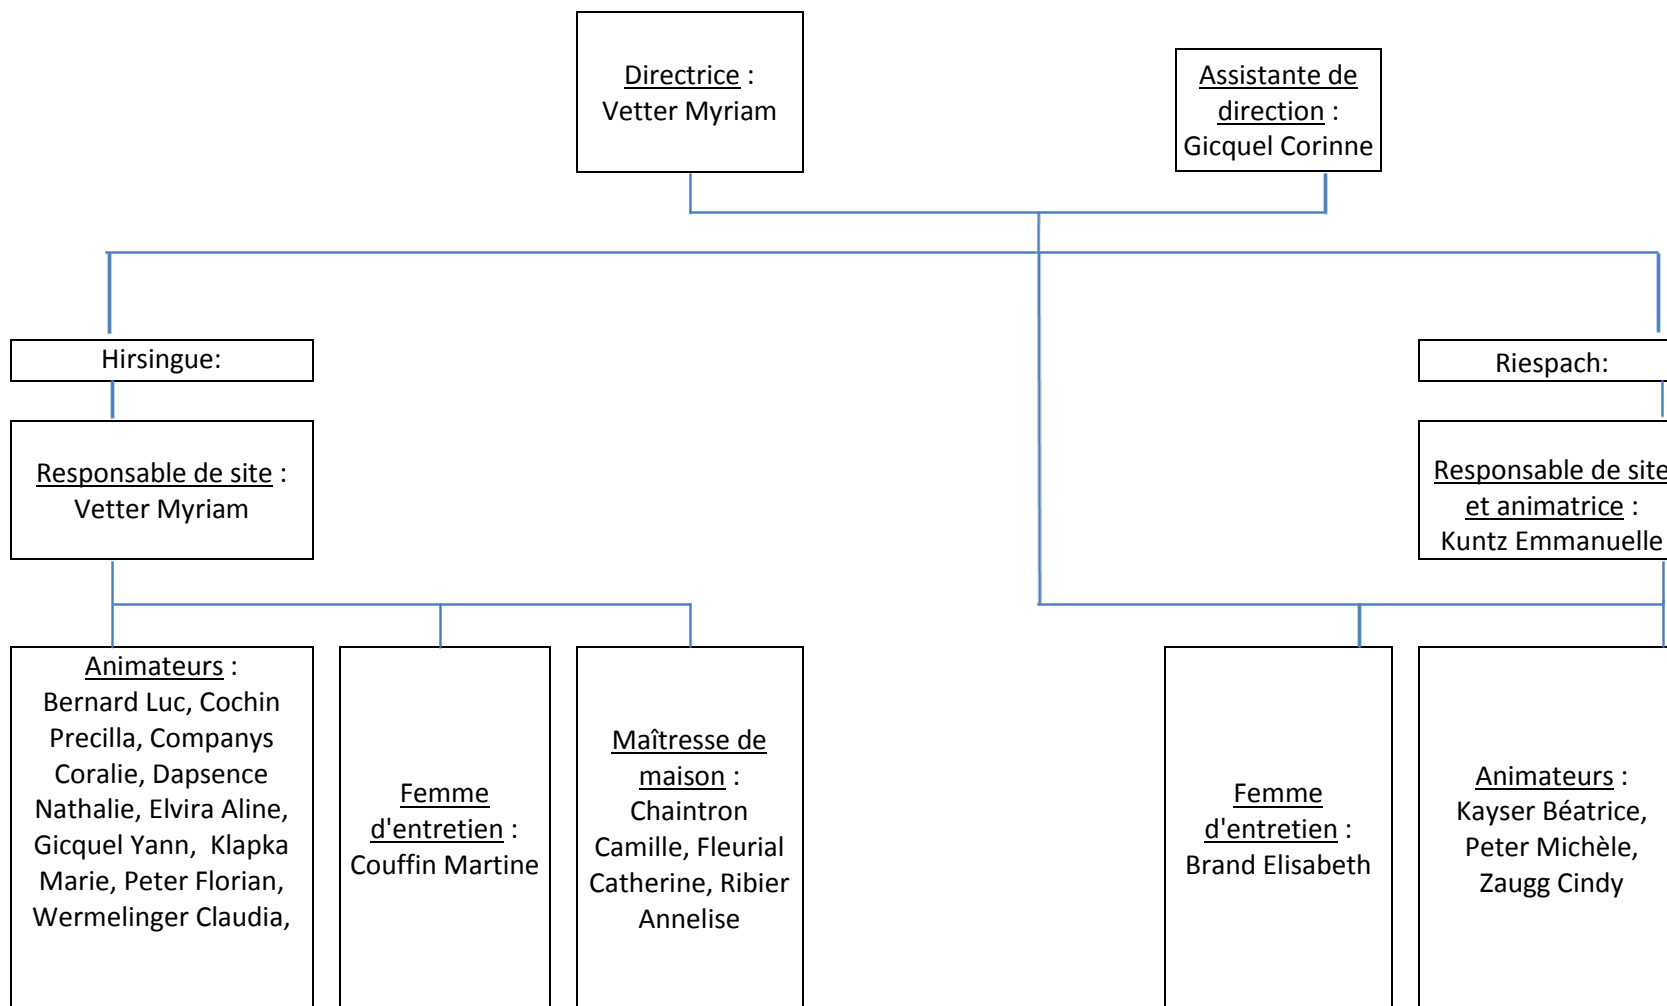 Directrice :
Vetter Myriam
Assistante de
direction :
Gicquel Corinne
Hirsingue:
Riespach:
Responsable de site :
Vetter Myriam
Responsable de site
et animatrice :
Kuntz Emmanuelle
Animateurs :
Bernard Luc, Cochin
Precilla, Companys
Coralie, Dapsence
Nathalie, Elvira Aline,
Gicquel Yann,  Klapka
Marie, Peter Florian,
Wermelinger Claudia,
Femme
d'entretien :
Couffin Martine
Maîtresse de
maison :
Chaintron
Camille, Fleurial
Catherine, Ribier
Annelise
Femme
d'entretien :
Brand Elisabeth
Animateurs :
Kayser Béatrice,
Peter Michèle,
Zaugg Cindy